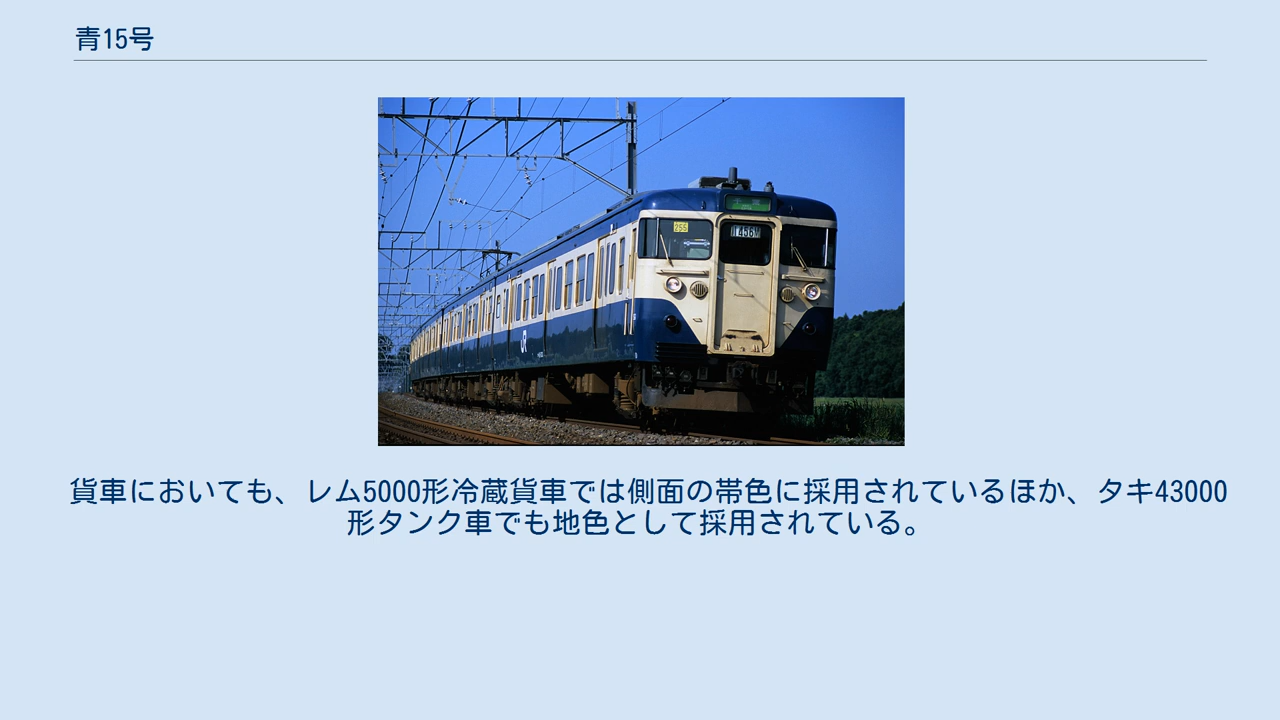 青15号
255
1456M
JR
貨車においても、レム5000形冷蔵貨車では側面の帯色に採用されているほか、タキ43000
形タンク車でも地色として採用されている。